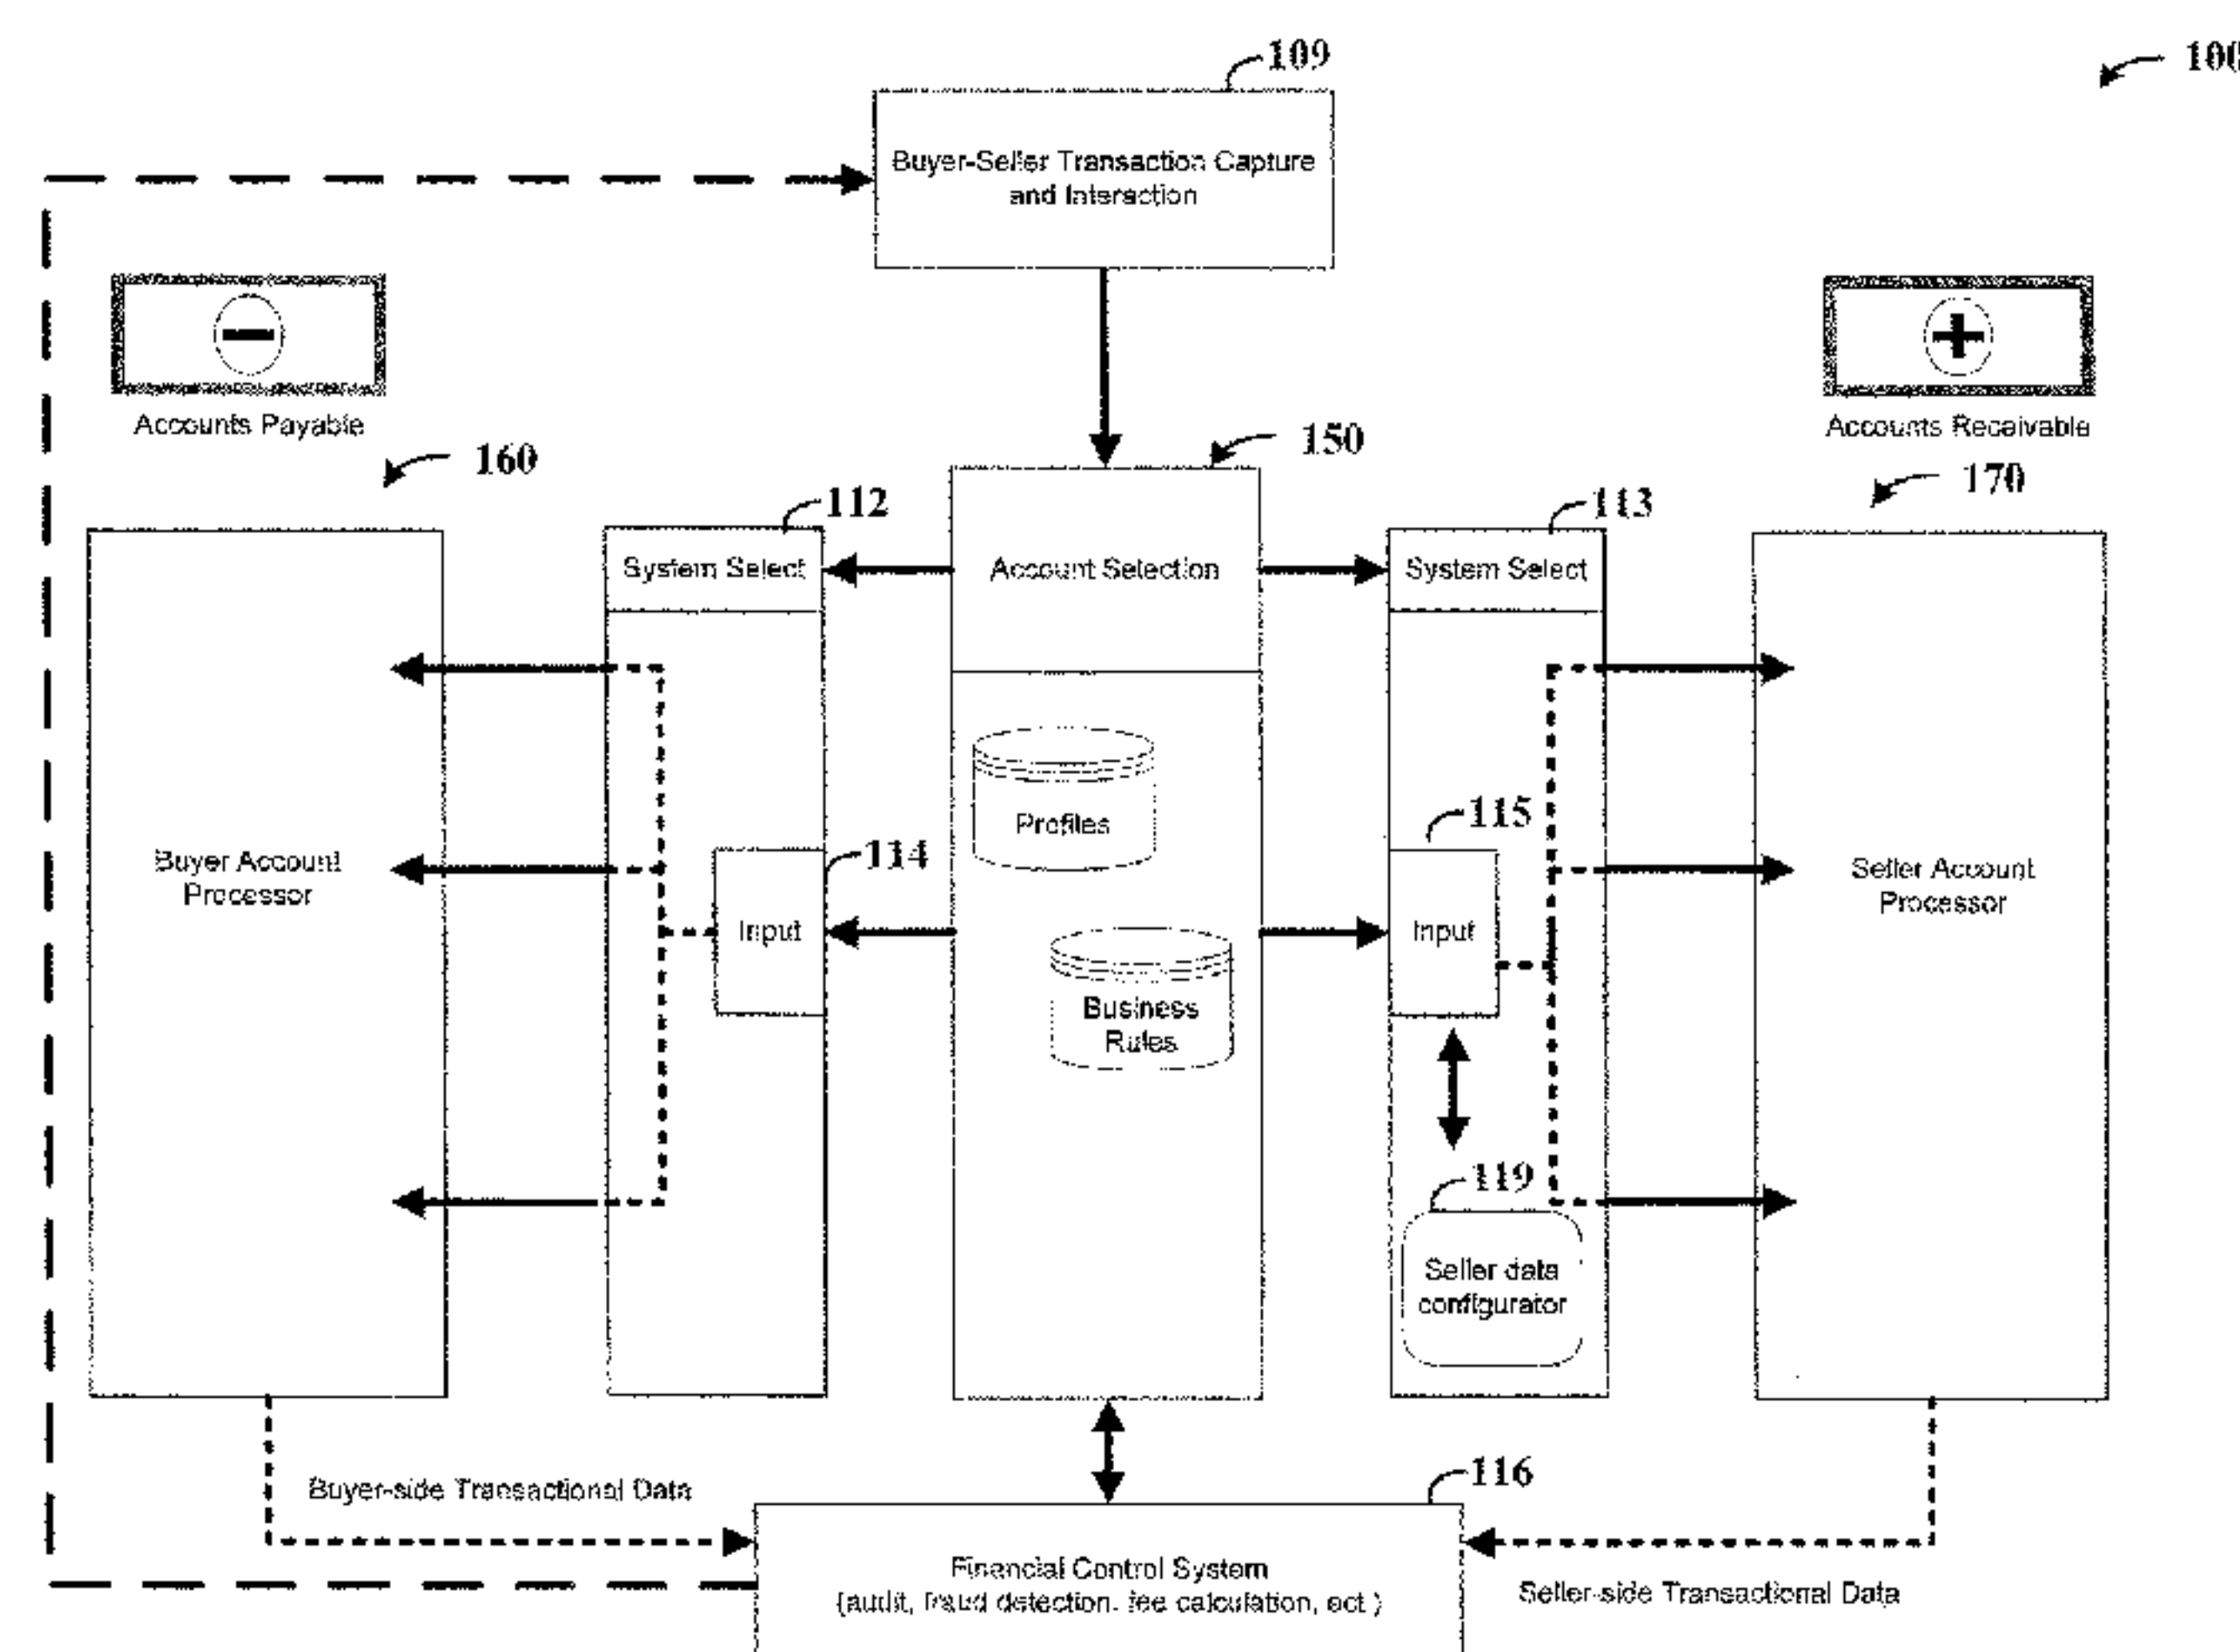 109
100
Buyer-Seller Transaction Capture
and Interaction
Accounts Payable
Accounts Receivable
160
150
170
112
113
System Select
Account Selection
System Select
Profiles
115
114
Buyer Account
Processor
Input
Input
Seller Account
Processor
Business
Rules
119
Seller data
configurator
116
Buyer-side Transactional Data
Financial Control System
(audit, fraud detection, fee calculation, ect.)
Seller-side Transactional Data